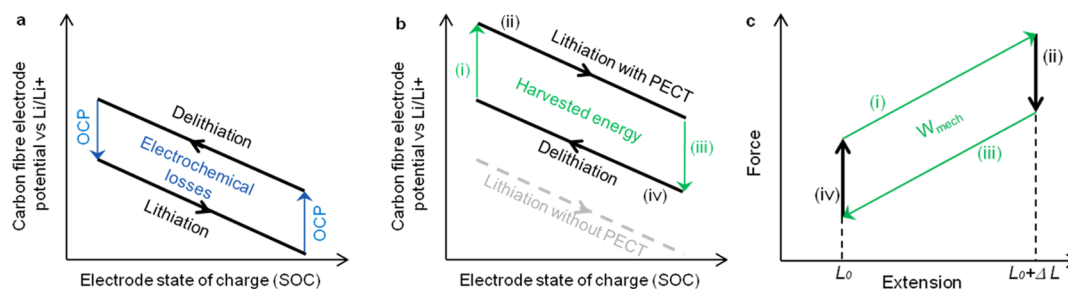 a
Carbon fibre electrode
potential vs Li/Li+
OCP
Delithiation
Electrochemical
losses
Lithiation
OCP
Electrode state of charge (SOC)
b
Carbon fibre electrode
potential vs Li/Li+
(i)
(ii)
Lithiation with PECT
Harvested energy
(iii)
Delithiation
(iv)
Lithiation without PECT
Electrode state of charge (SOC)
c
Force
(i)
(ii)
Wmech
(iii)
(iv)
L0
L0+ΔL
Extension